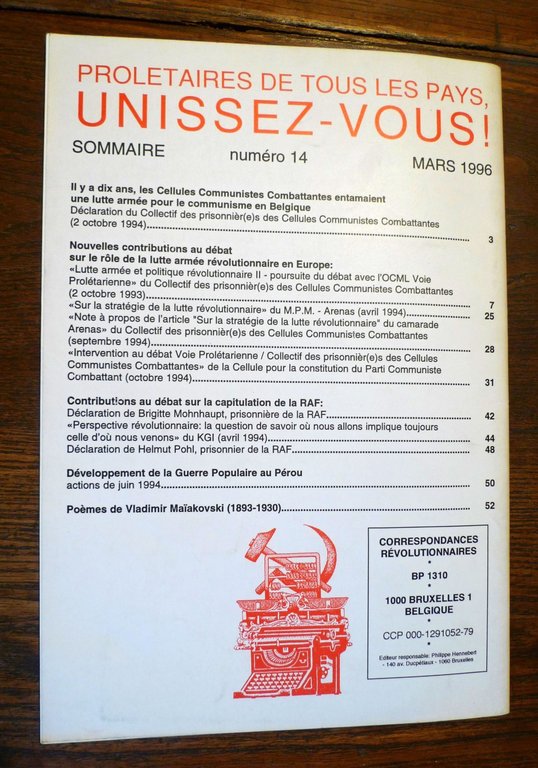 PROLETAIRES DE TOUS LES PAYS,
UNISSEZ-VOUS!
SOMMAIRE numéro 14 MARS 1996
Il y a dix ans, les Cellules Communistes Combattantes entamaient
une lutte armée pour le communisme en Belgique
Déclaration du Collectif des prisonnièr(e)s des Cellules Communistes Combattantes
(2 octobre 1994)........ 3
Nouvelles contributions au débat
sur le rôle de la lutte armée révolutionnaire en Europe:
«Lutte armée et politique révolutionnaire II - poursuite du débat avec l'OCML Voie
Prolétarienne» du Collectif des prisonnièr(e)s des Cellules Communistes Combattantes
(2 octobre 1993)........ 7
«Sur la stratégie de la lutte révolutionnaire» du M.P.M. - Arenas (avril 1994)........ 25
«Note à propos de l'article "Sur la stratégie de la lutte révolutionnaire" du camarade
Arenas» du Collectif des prisonnièr(e)s des Cellules Communistes Combattantes
(septembre 1994)........ 28
«Intervention au débat Voie Prolétarienne / Collectif des prisonnièr(e)s des Cellules
Communistes Combattantes» de la Cellule pour la constitution du Parti Communiste
Combattant (octobre 1994)........ 31
Contributions au débat sur la capitulation de la RAF:
Déclaration de Brigitte Mohnhaupt, prisonnière de la RAF........ 42
«Perspective révolutionnaire: la question de savoir où nous allons implique toujours
celle d'où nous venons» du KGI (avril 1994)........ 44
Déclaration de Helmut Pohl, prisonnier de la RAF........ 48
Développement de la Guerre Populaire au Pérou
actions de juin 1994........ 50
Poèmes de Vladimir Maïakovski (1893-1930)........ 52
CORRESPONDANCES
RÉVOLUTIONNAIRES
*
BP 1310
*
1000 BRUXELLES 1
BELGIQUE
*
CCP 000-1291052-79
*
Editeur responsable: Philippe Hennebert
- 140 av. Ducpétiaux - 1060 Bruxelles